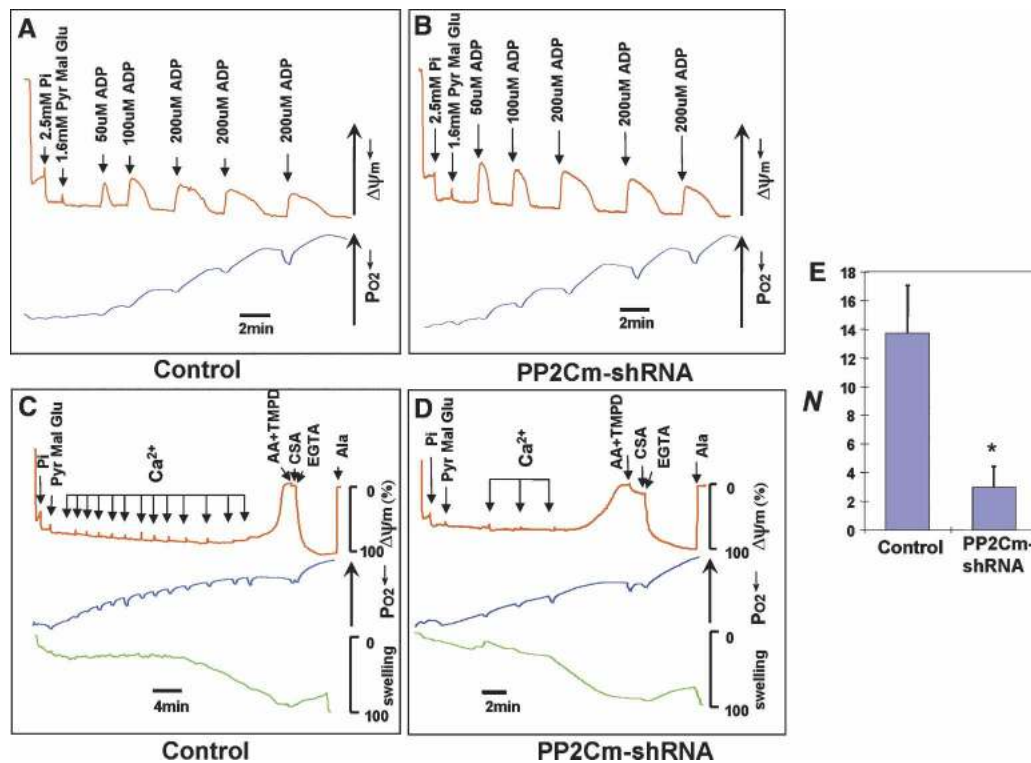 A
2.5mM Pi
1.6mM Pyr Mal Glu
50uM ADP
100uM ADP
200uM ADP
200uM ADP
200uM ADP
ΔΨm
PO2
2min
Control
B
2.5mM Pi
1.6mM Pyr Mal Glu
50uM ADP
100uM ADP
200uM ADP
200uM ADP
200uM ADP
ΔΨm
PO2
2min
PP2Cm-shRNA
C
Pi
Pyr Mal Glu
Ca2+
AA+TMPD
CSA
EGTA
Ala
0
ΔΨm (%)
100
PO2
0
swelling
100
4min
Control
D
Pi
Pyr Mal Glu
Ca2+
AA+TMPD
CSA
EGTA
Ala
0
ΔΨm (%)
100
PO2
0
swelling
100
2min
PP2Cm-shRNA
E
18
16
14
12
10
8
6
4
2
0
N
*
Control
PP2Cm-
shRNA